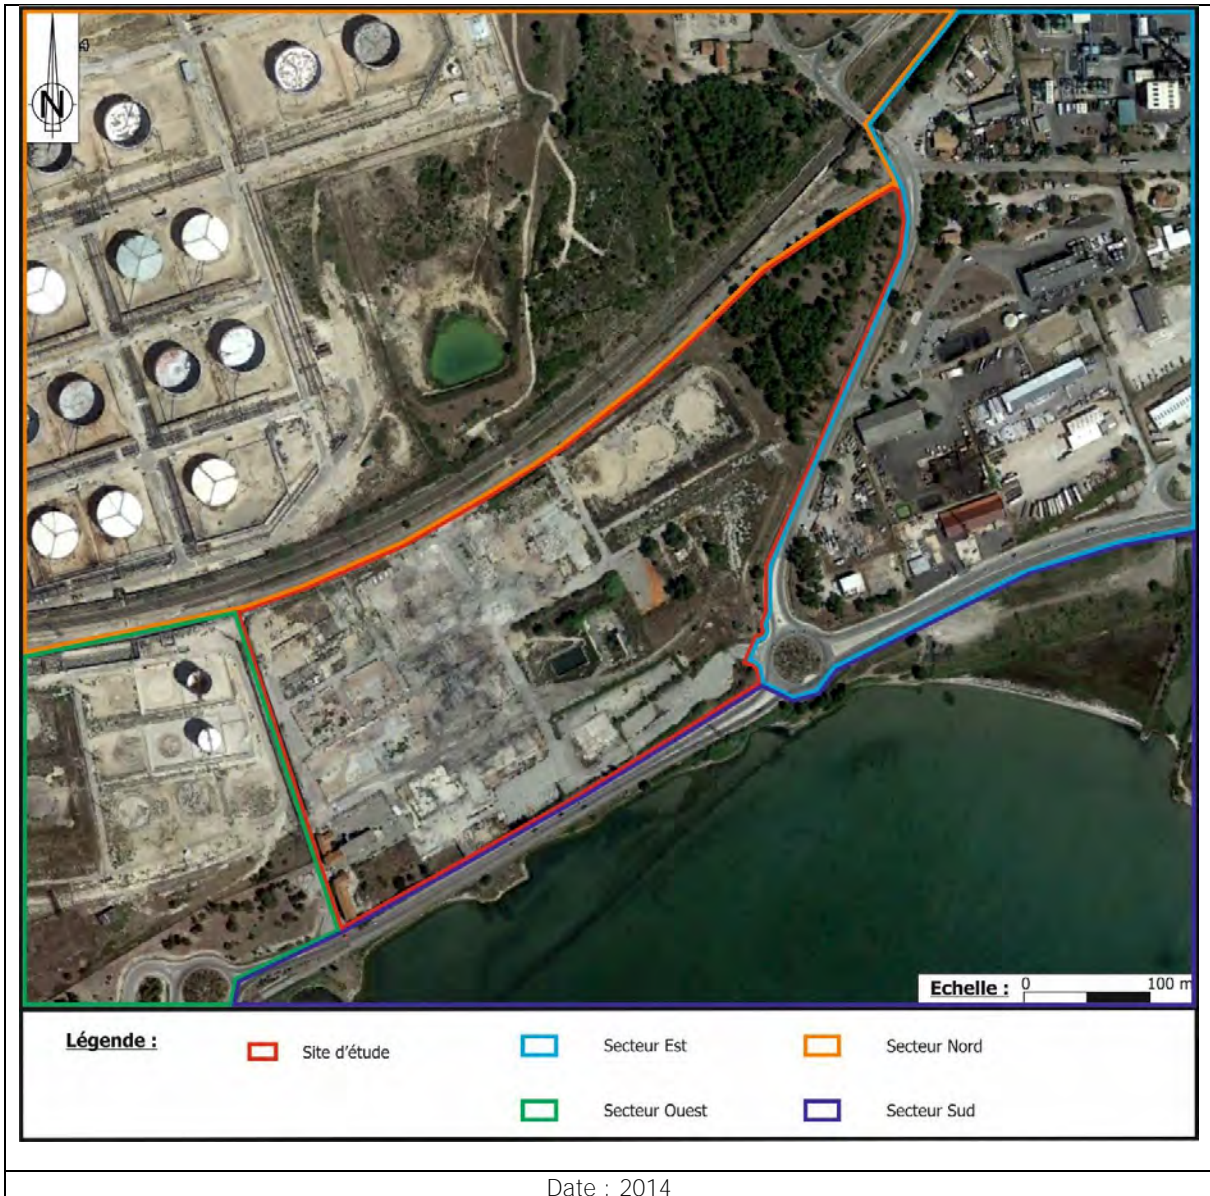 N
Echelle : 0 100 m
Légende :
Site d'étude
Secteur Est
Secteur Nord
Secteur Ouest
Secteur Sud
Date : 2014